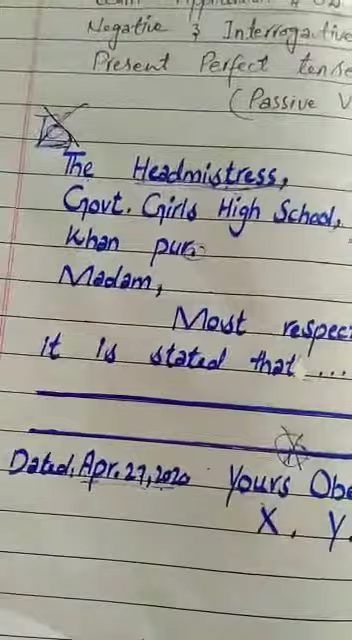 Negative & Interrogative
Present Perfect tense
(Passive V
The Headmistress,
Govt. Girls High School,
Khan pur.
Madam,
Most respec
it is stated that ...
Dated, Apr. 27, 2020 Yours Obe
X. Y.